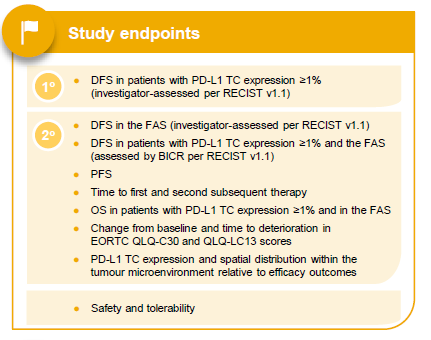 Study endpoints
1º
• DFS in patients with PD-L1 TC expression ≥1%
(investigator-assessed per RECIST v1.1)
2º
• DFS in the FAS (investigator-assessed per RECIST v1.1)
• DFS in patients with PD-L1 TC expression ≥1% and the FAS
(assessed by BICR per RECIST v1.1)
• PFS
• Time to first and second subsequent therapy
• OS in patients with PD-L1 TC expression ≥1% and in the FAS
• Change from baseline and time to deterioration in
EORTC QLQ-C30 and QLQ-LC13 scores
• PD-L1 TC expression and spatial distribution within the
tumour microenvironment relative to efficacy outcomes
• Safety and tolerability